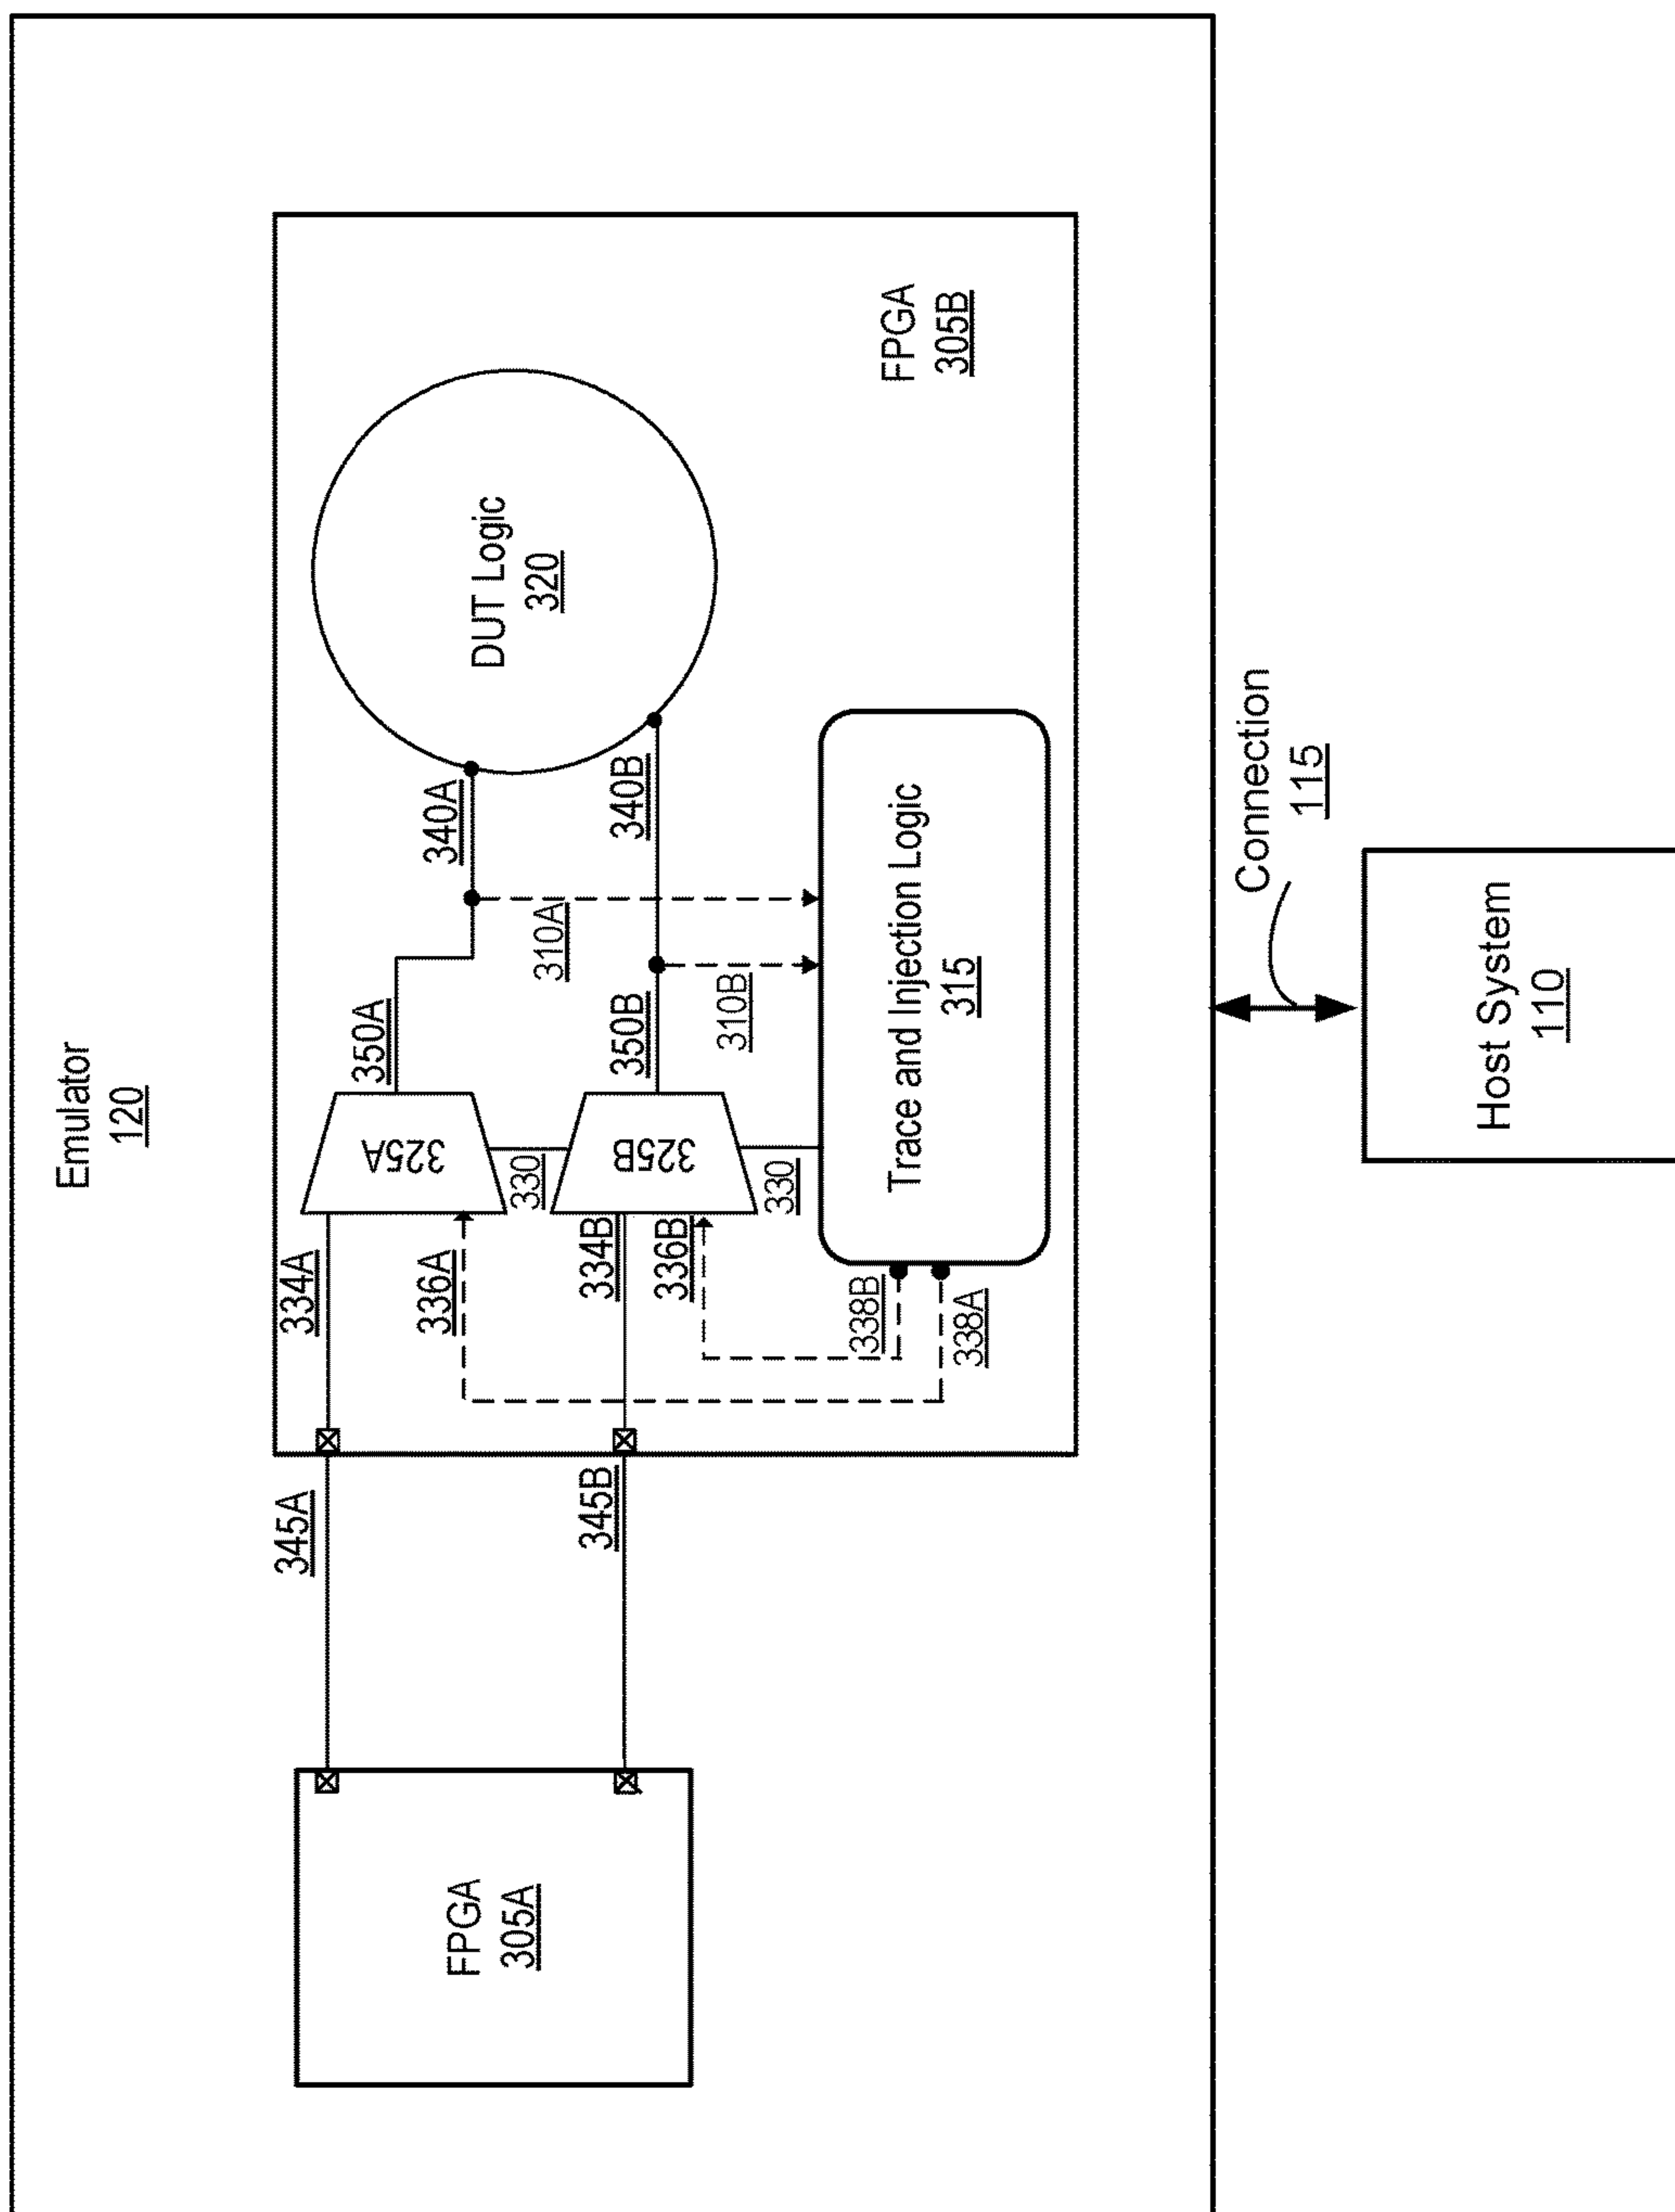 Emulator
120
FPGA
305A
345A
345B
334A
336A
334B
336B
338B
338A
325A
325B
330
330
350A
350B
310A
310B
340A
340B
DUT Logic
320
Trace and Injection Logic
315
FPGA
305B
Connection
115
Host System
110